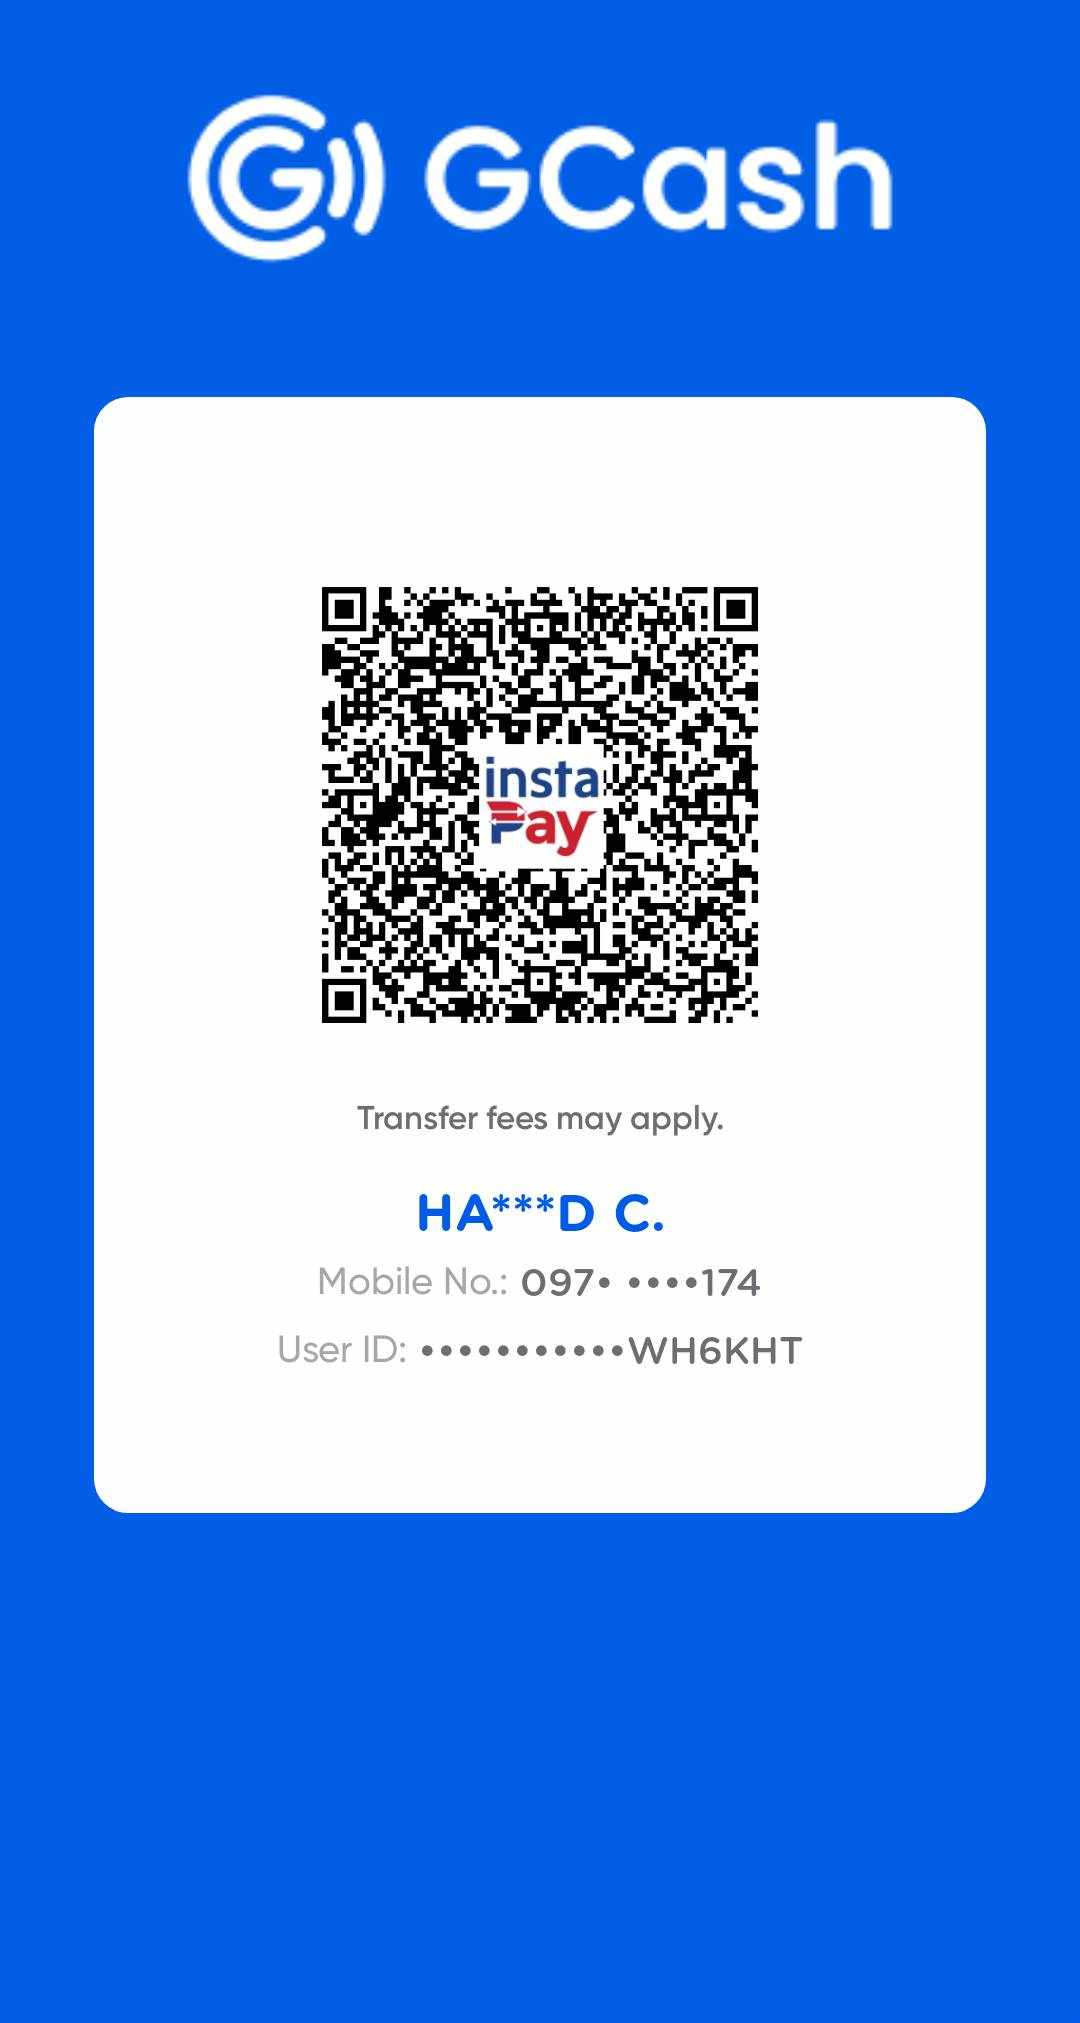 GCash
insta
Pay
Transfer fees may apply.
HA***D C.
Mobile No.: 097• ••••174
User ID: •••••••••••WH6KHT